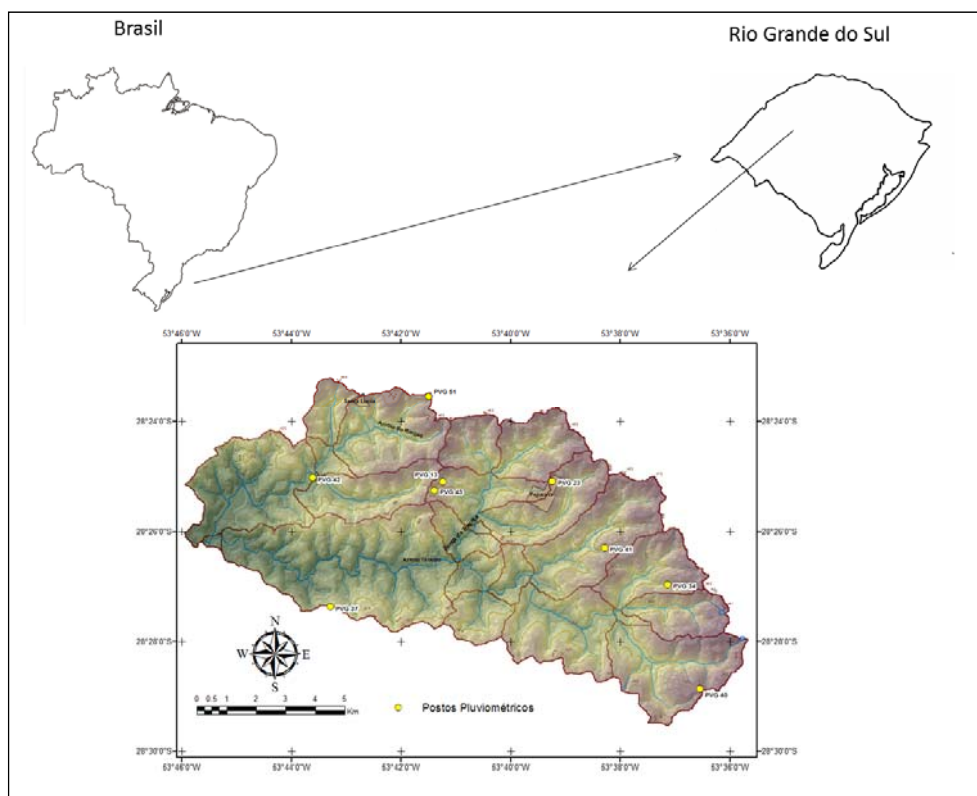 Brasil
Rio Grande do Sul
53°46'0"W 53°44'0"W 53°42'0"W 53°40'0"W 53°38'0"W 53°36'0"W
PVG 51
28°24'0"S 28°24'0"S
PVG 13
PVG 23
PVG 42
PVG 43
28°26'0"S 28°26'0"S
PVG 41
PVG 34
PVG 37
28°28'0"S 28°28'0"S
N
W E
S
PVG 40
0 0.5 1 2 3 4 5
Km
Postos Pluviométricos
28°30'0"S 28°30'0"S
53°46'0"W 53°44'0"W 53°42'0"W 53°40'0"W 53°38'0"W 53°36'0"W